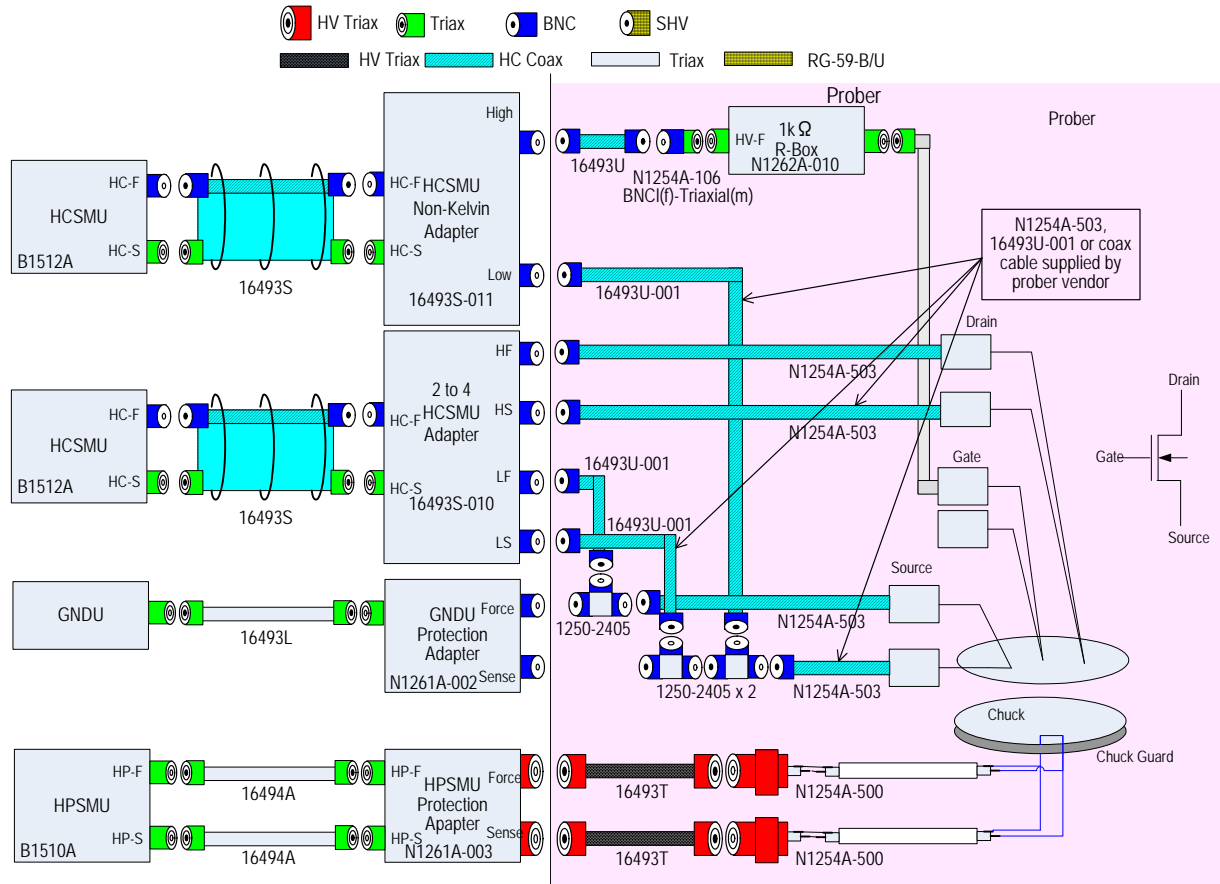 HV Triax
Triax
BNC
SHV
HV Triax
HC Coax
Triax
RG-59-B/U
Prober
Prober
High
HC-F
HCSMU
Non-Kelvin
Adapter
HC-S
Low
16493S-011
HC-F
HCSMU
HC-S
B1512A
16493S
16493U
N1254A-106
BNCI(f)-Triaxial(m)
HV-F
1k Ω
R-Box
N1262A-010
N1254A-503,
16493U-001 or coax
cable supplied by
prober vendor
16493U-001
HF
2 to 4
HCSMU
Adapter
HS
HC-F
LF
HC-S
16493S-010
LS
HC-F
HCSMU
HC-S
B1512A
16493S
N1254A-503
N1254A-503
Drain
16493U-001
16493U-001
Gate
Drain
Gate
Source
GNDU
16493L
GNDU
Protection
Adapter
Force
Sense
N1261A-002
1250-2405
N1254A-503
Source
1250-2405 x 2
N1254A-503
Chuck
Chuck Guard
HP-F
HPSMU
HP-S
B1510A
16494A
16494A
HP-F
HPSMU
Protection
Apapter
HP-S
N1261A-003
Force
Sense
16493T
N1254A-500
16493T
N1254A-500